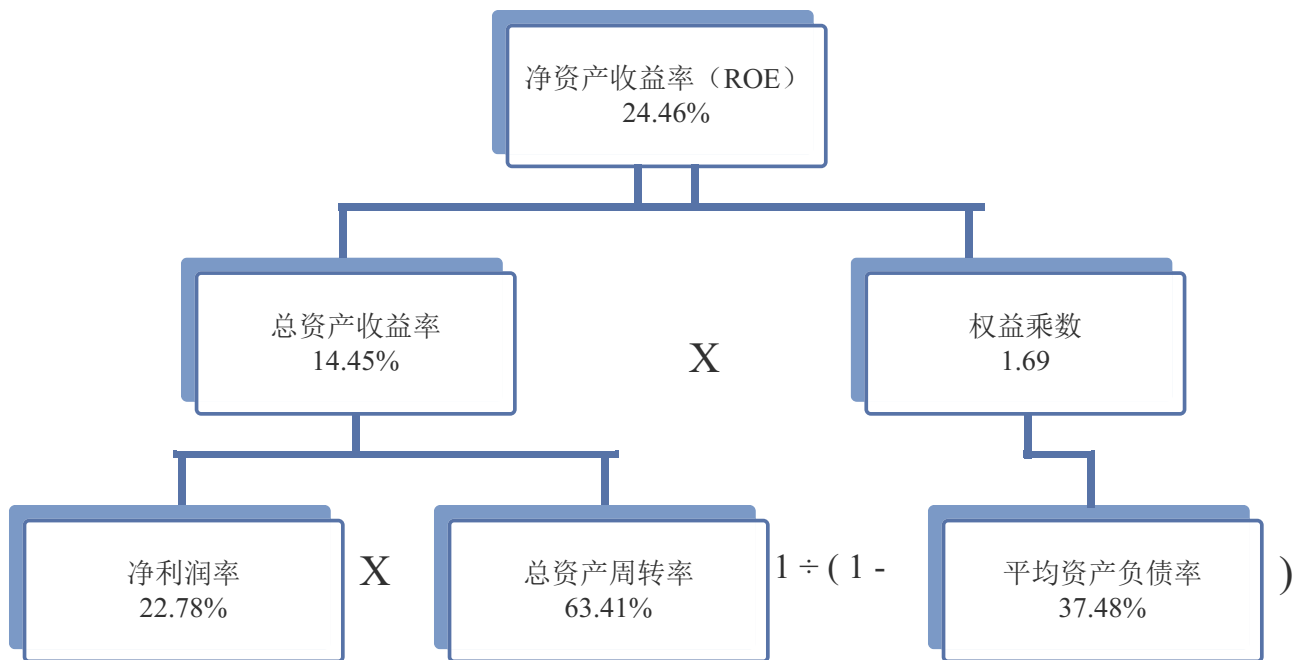 净资产收益率（ROE）
24.46%
总资产收益率
14.45%
X
权益乘数
1.69
净利润率
22.78%
X
总资产周转率
63.41%
1 ÷ ( 1 -
平均资产负债率
37.48%
)